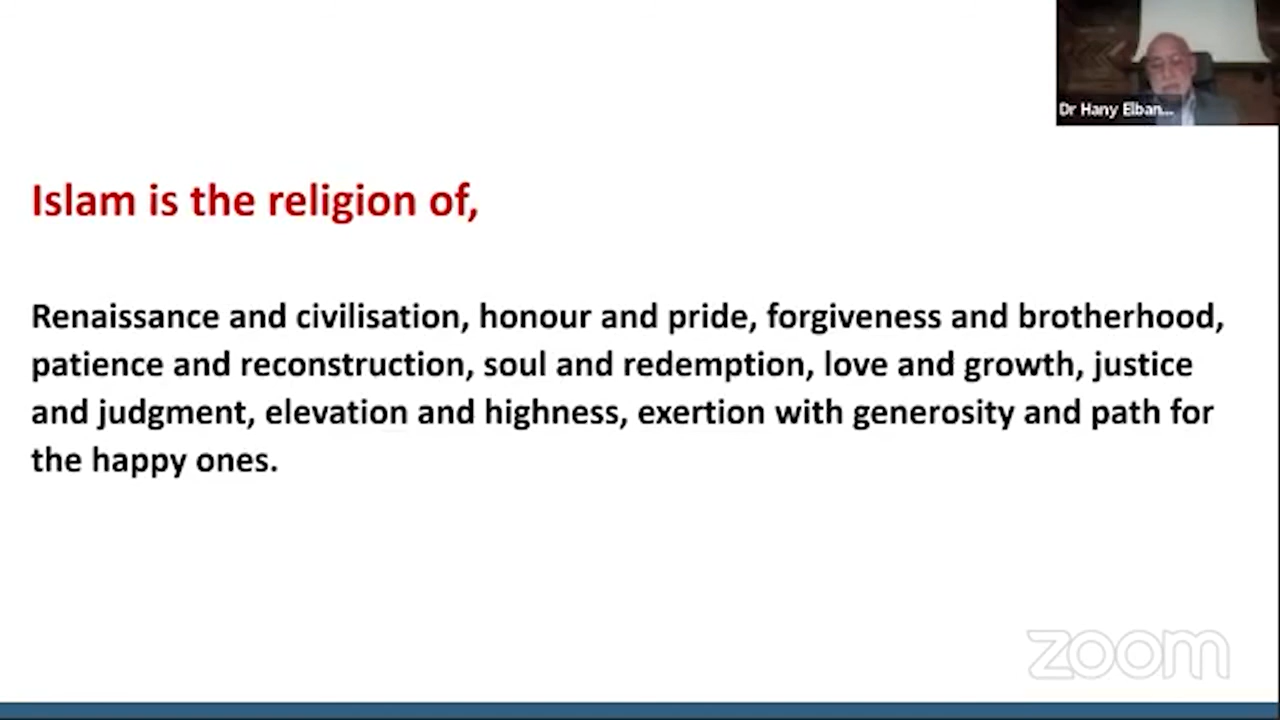 Dr Hany Elban...
Islam is the religion of,
Renaissance and civilisation, honour and pride, forgiveness and brotherhood,
patience and reconstruction, soul and redemption, love and growth, justice
and judgment, elevation and highness, exertion with generosity and path for
the happy ones.
zoom